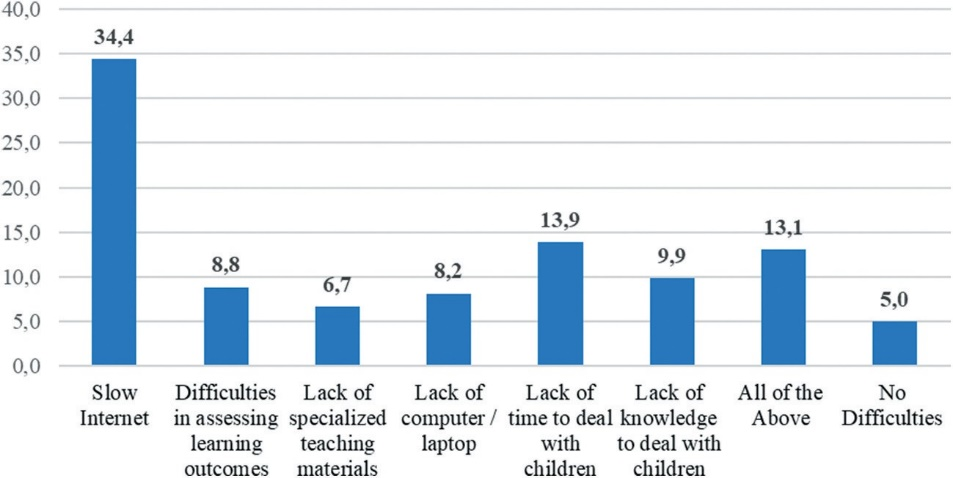 40,0
35,0
30,0
25,0
20,0
15,0
10,0
5,0
0,0
34,4
8,8
6,7
8,2
13,9
9,9
13,1
5,0
Slow
Internet
Difficulties
in assessing
learning
outcomes
Lack of
specialized
teaching
materials
Lack of
computer /
laptop
Lack of
time to deal
with
children
Lack of
knowledge
to deal with
children
All of the
Above
No
Difficulties